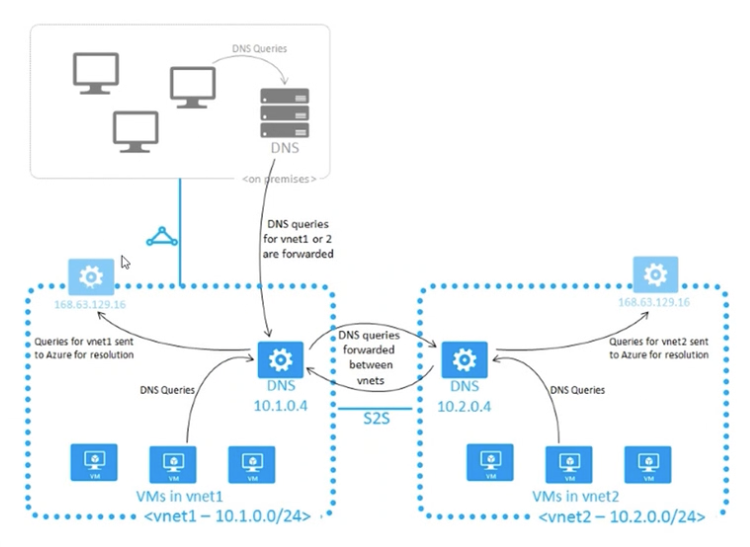 DNS Queries
DNS
<on premises>
DNS queries
for vnet1 or 2
are forwarded
168.63.129.16
Queries for vnet1 sent
to Azure for resolution
DNS Queries
DNS
10.1.0.4
DNS queries
forwarded
between
vnets
S2S
168.63.129.16
Queries for vnet2 sent
to Azure for resolution
DNS
10.2.0.4
DNS Queries
VM
VM
VM
VMs in vnet1
<vnet1 – 10.1.0.0/24>
VM
VM
VM
VMs in vnet2
<vnet2 – 10.2.0.0/24>